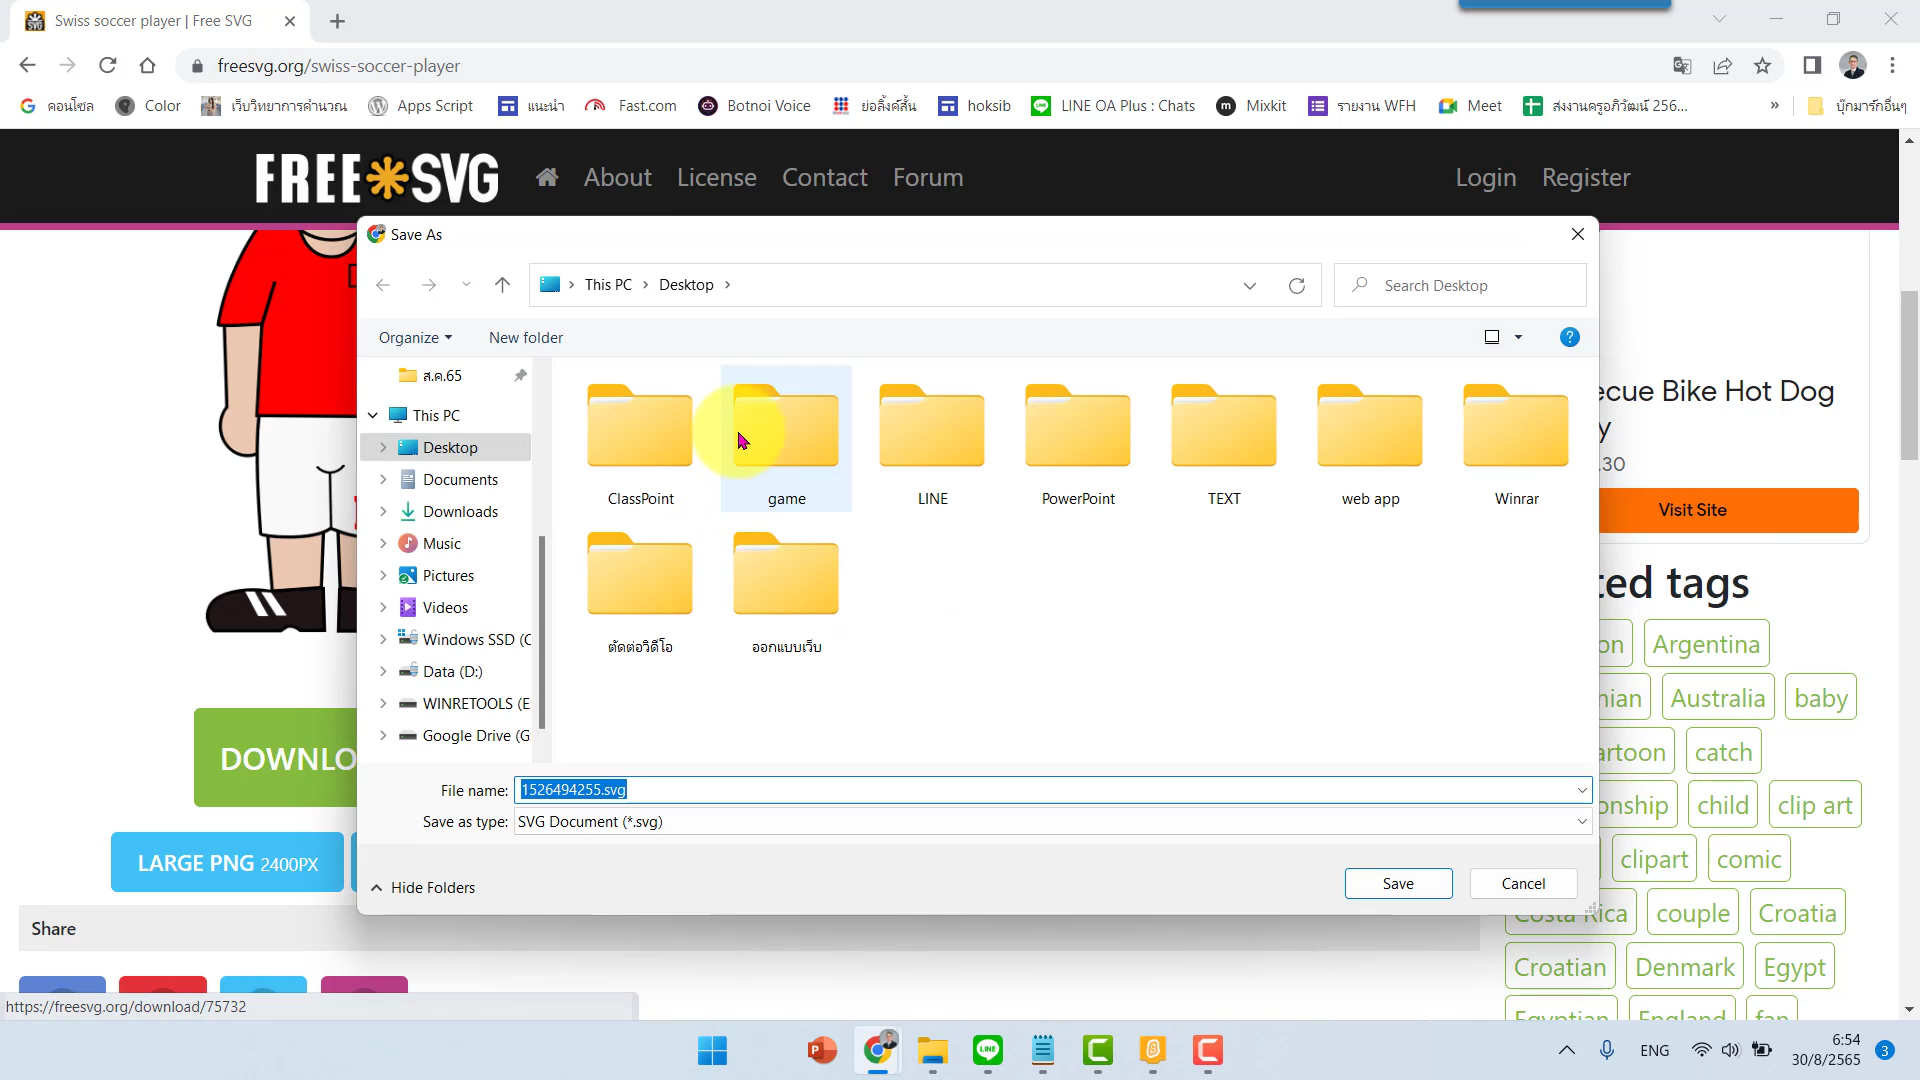 Swiss soccer player | Free SVG
freesvg.org/swiss-soccer-player
คอนโซล
Color
เว็บวิทยาการคำนวณ
Apps Script
แนะนำ
Fast.com
Botnoi Voice
ย่อลิ้งค์สั้น
hoksib
LINE OA Plus : Chats
Mixkit
รายงาน WFH
Meet
ส่งงานครูอภิวัฒน์ 256...
»
บุ๊กมาร์กอื่นๆ
FREE SVG
About
License
Contact
Forum
Login
Register
Save As
This PC
Desktop
Search Desktop
Organize
New folder
ส.ค.65
This PC
Desktop
Documents
Downloads
Music
Pictures
Videos
Windows SSD (C
Data (D:)
WINRETOOLS (E
Google Drive (G
ClassPoint
game
LINE
PowerPoint
TEXT
web app
Winrar
ตัดต่อวิดีโอ
ออกแบบเว็บ
File name:
1526494255.svg
Save as type:
SVG Document (*.svg)
Hide Folders
Save
Cancel
ecue Bike Hot Dog
y
.30
Visit Site
ted tags
on
Argentina
nian
Australia
baby
artoon
catch
onship
child
clip art
clipart
comic
Costa Rica
couple
Croatia
Croatian
Denmark
Egypt
Egyptian
England
fan
DOWNLO
LARGE PNG 2400PX
Share
https://freesvg.org/download/75732
ENG
6:54
30/8/2565
3